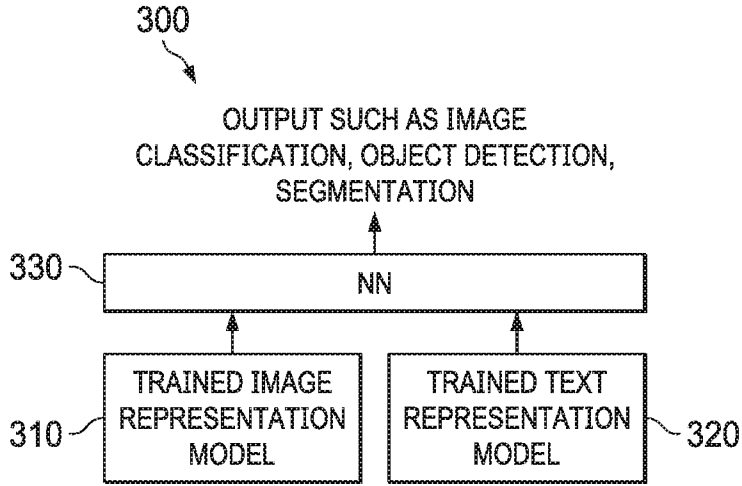 300
OUTPUT SUCH AS IMAGE
CLASSIFICATION, OBJECT DETECTION,
SEGMENTATION
330
NN
TRAINED IMAGE
REPRESENTATION
MODEL
310
TRAINED TEXT
REPRESENTATION
MODEL
320